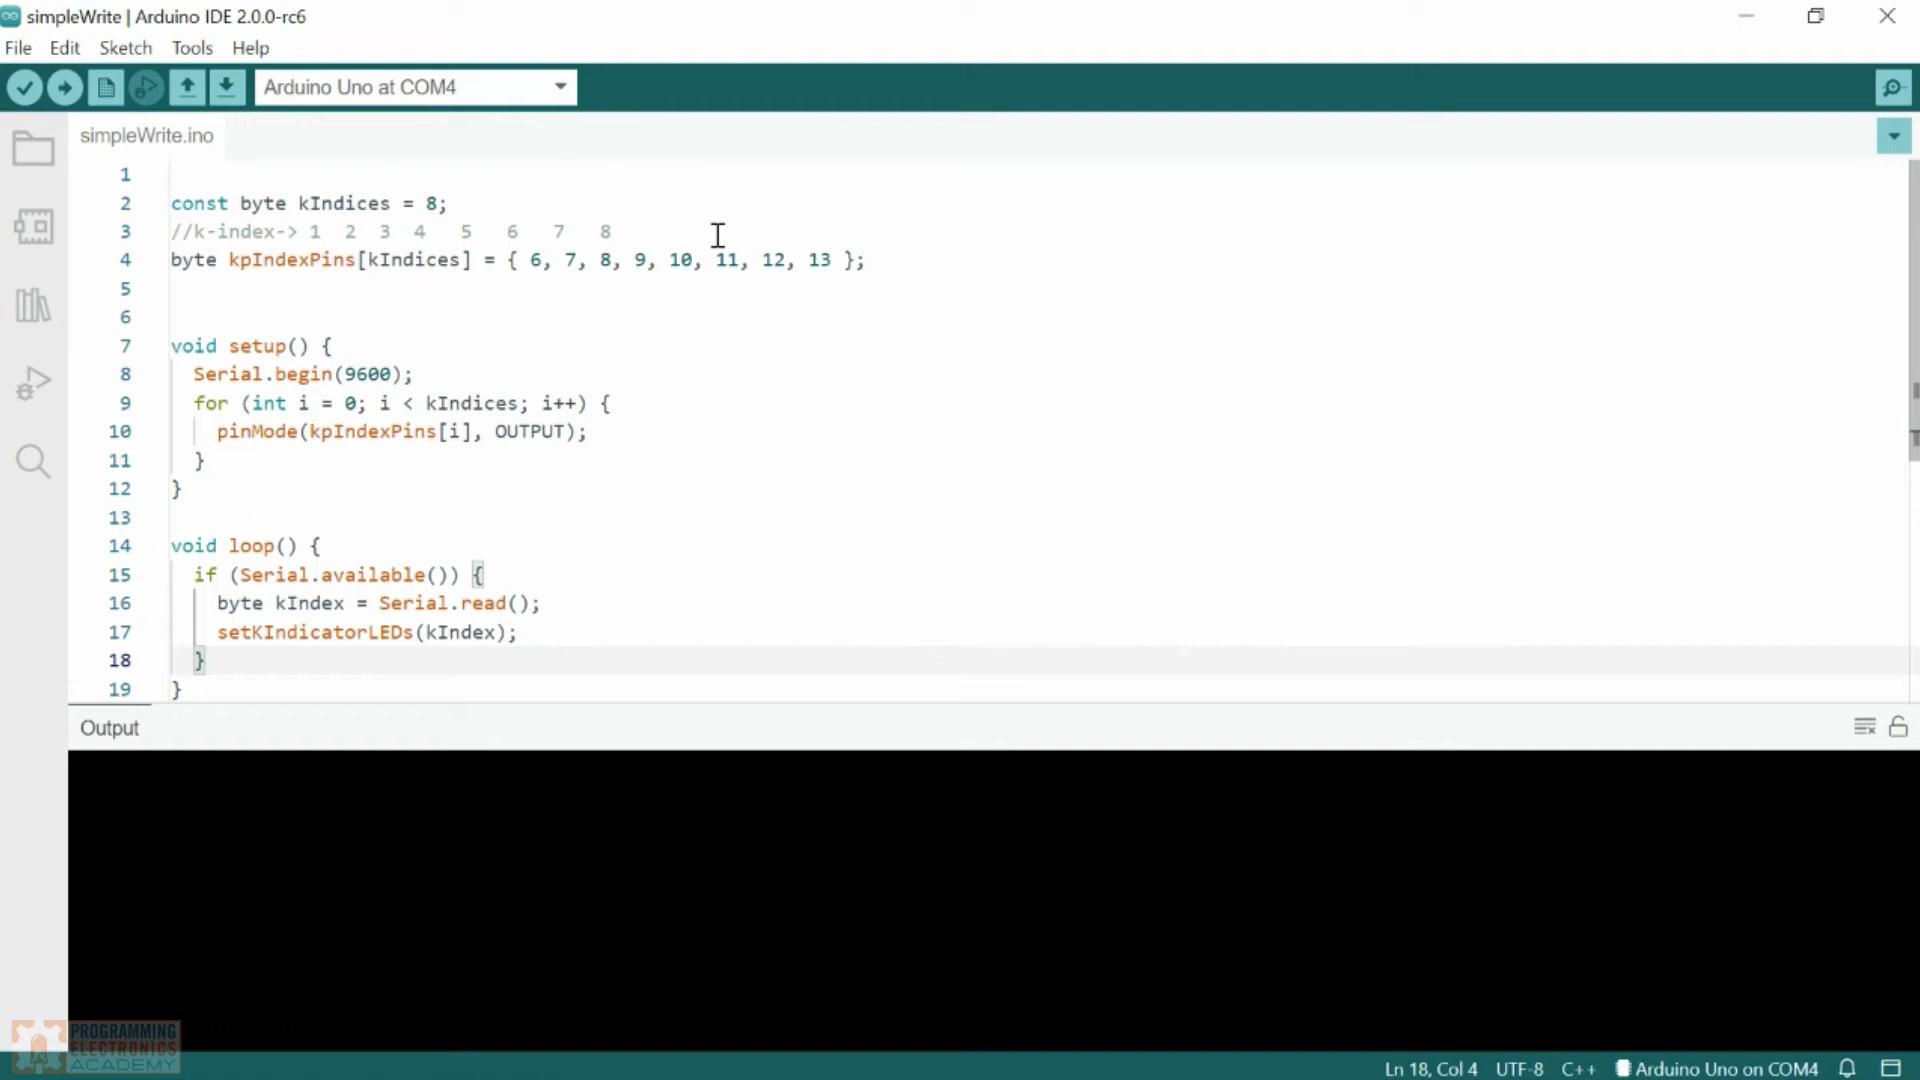 simpleWrite | Arduino IDE 2.0.0-rc6
File Edit Sketch Tools Help
Arduino Uno at COM4
simpleWrite.ino
1
2 const byte kIndices = 8;
3 //k-index-> 1 2 3 4 5 6 7 8
4 byte kpIndexPins[kIndices] = { 6, 7, 8, 9, 10, 11, 12, 13 };
5
6
7 void setup() {
8 Serial.begin(9600);
9 for (int i = 0; i < kIndices; i++) {
10 pinMode(kpIndexPins[i], OUTPUT);
11 }
12 }
13
14 void loop() {
15 if (Serial.available()) {
16 byte kIndex = Serial.read();
17 setKIndicatorLEDs(kIndex);
18 }
19 }
Output
PROGRAMMING
ELECTRONICS
ACADEMY
Ln 18, Col 4 UTF-8 C++ Arduino Uno on COM4